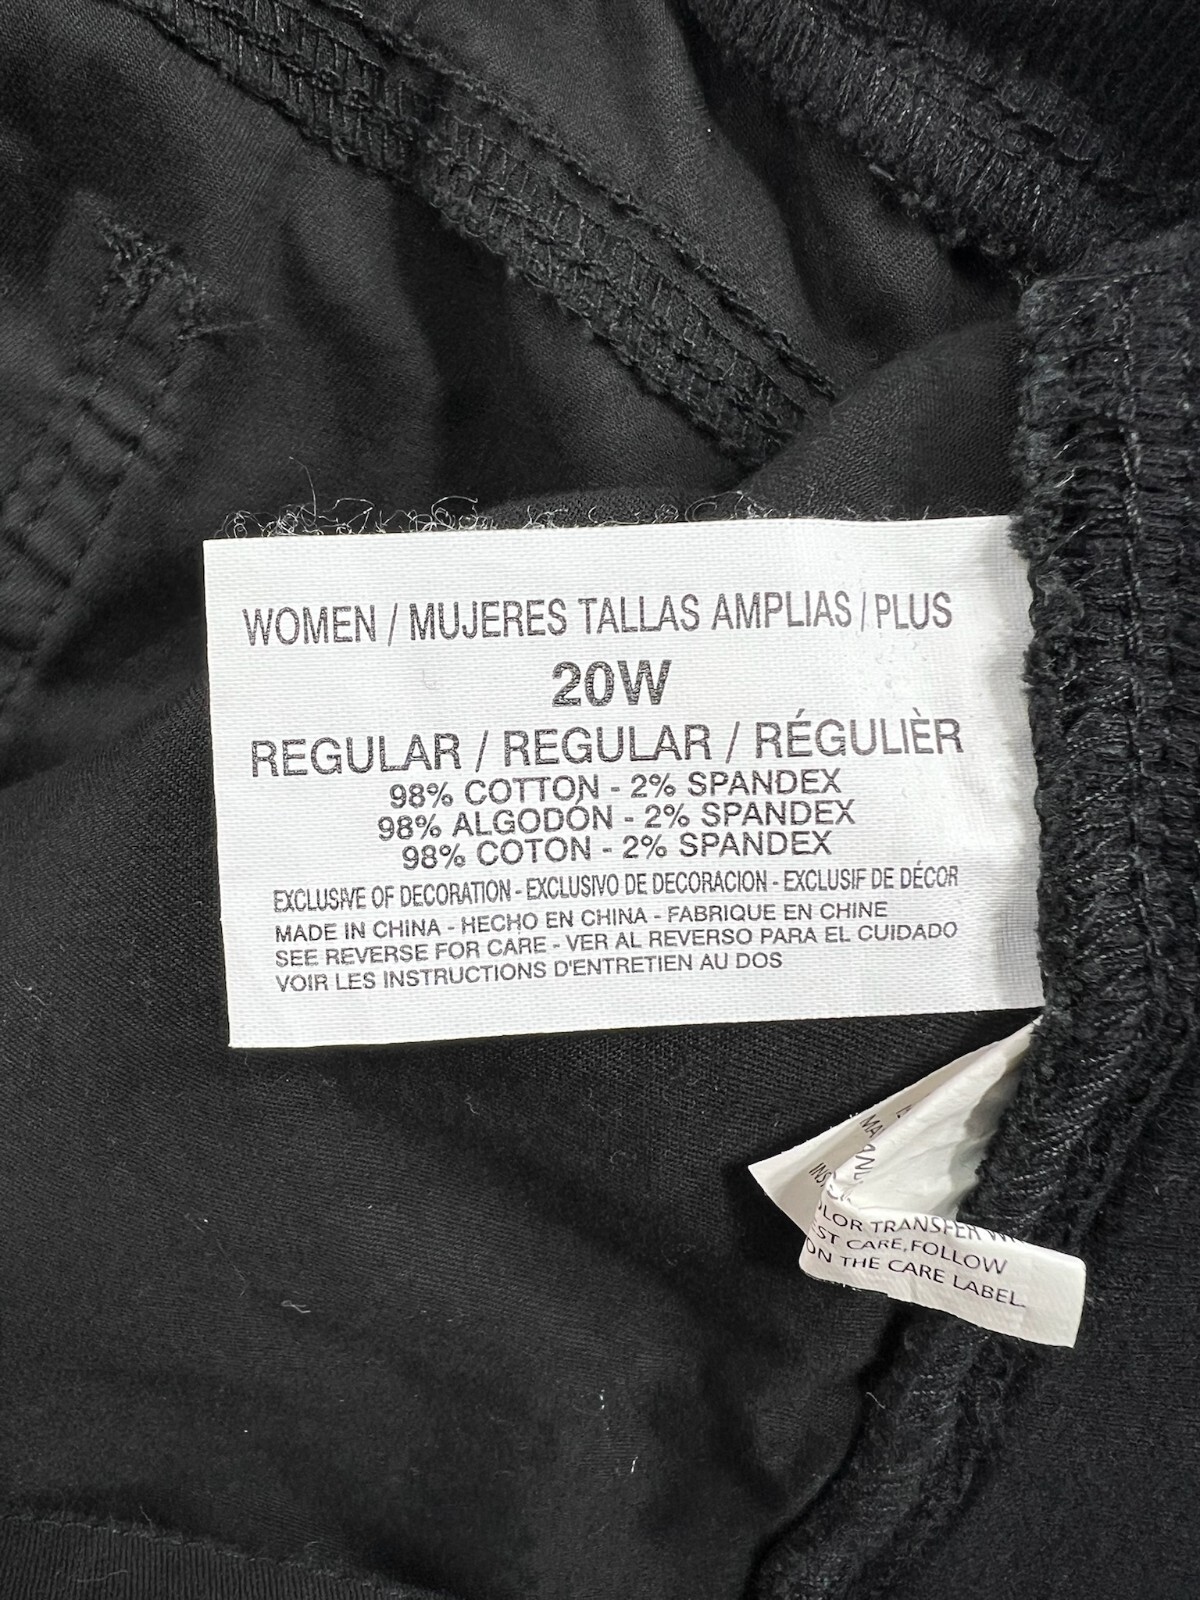 WOMEN / MUJERES TALLAS AMPLIAS / PLUS
20W
REGULAR / REGULAR / RÉGULIÈR
98% COTTON - 2% SPANDEX
98% ALGODÓN - 2% SPANDEX
98% COTON - 2% SPANDEX
EXCLUSIVE OF DECORATION - EXCLUSIVO DE DECORACION - EXCLUSIF DE DÉCOR
MADE IN CHINA - HECHO EN CHINA - FABRIQUE EN CHINE
SEE REVERSE FOR CARE - VER AL REVERSO PARA EL CUIDADO
VOIR LES INSTRUCTIONS D'ENTRETIEN AU DOS
TRANSFER
CARE, FOLLOW
ON THE CARE LABEL.